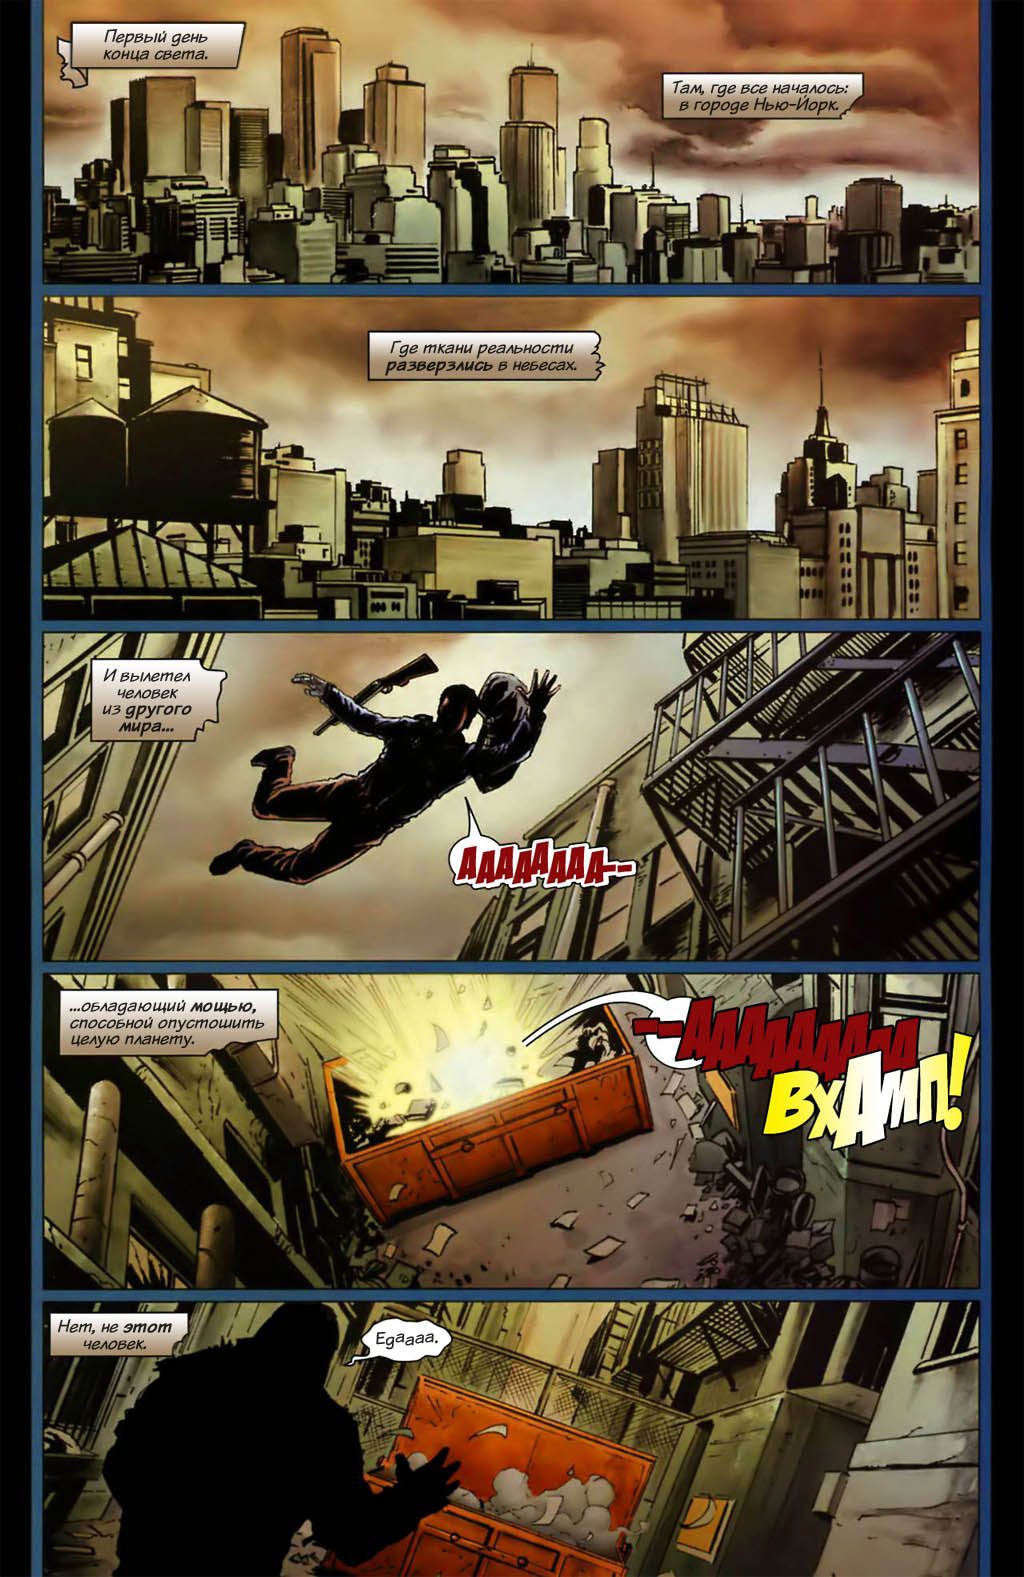 Первый день
конца света.
Там, где все началось:
в городе Нью-Йорк.
Где ткани реальности
разверзлись в небесах.
И вылетел
человек
из другого
мира...
АААААААА--
...обладающий мощью,
способной опустошить
целую планету.
--ААААААААА
ВХАМП!
Нет, не этот
человек.
Едаааа.